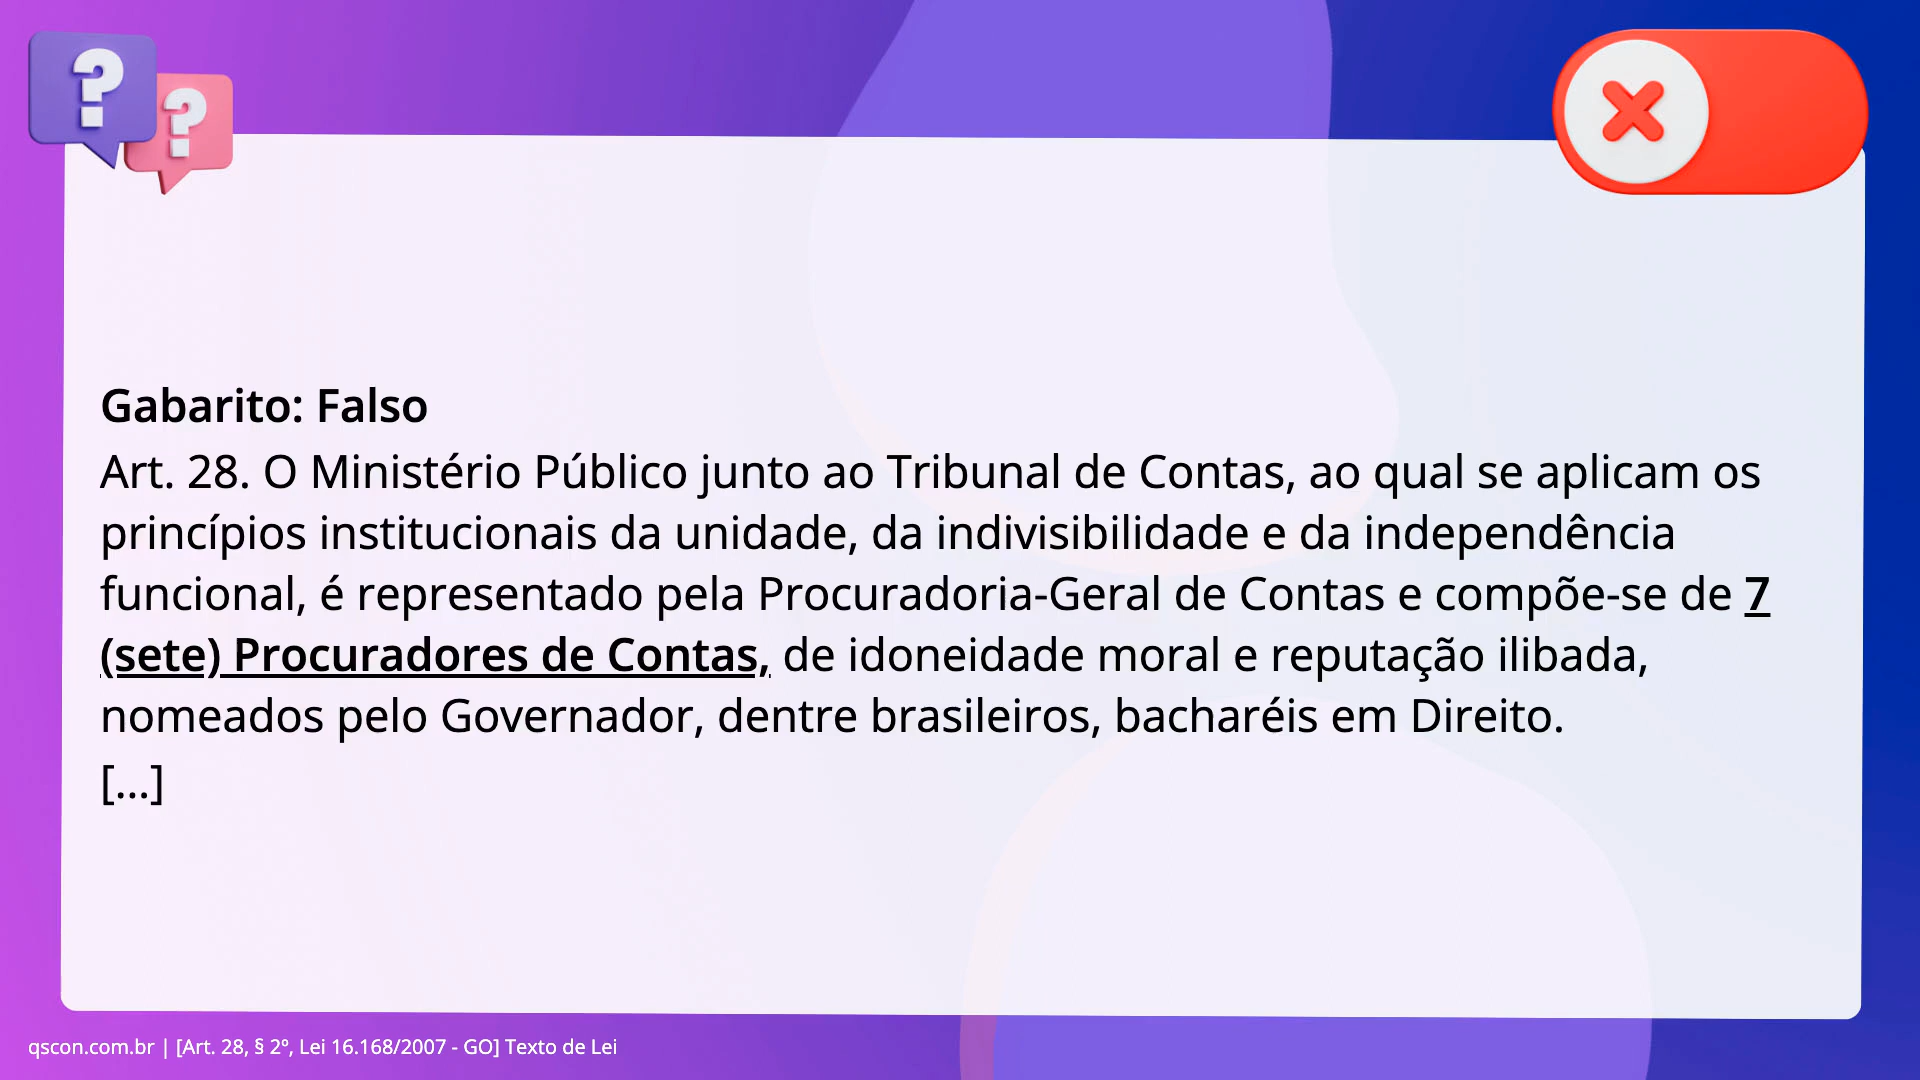 ?
?
Gabarito: Falso
Art. 28. O Ministério Público junto ao Tribunal de Contas, ao qual se aplicam os
princípios institucionais da unidade, da indivisibilidade e da independência
funcional, é representado pela Procuradoria-Geral de Contas e compõe-se de 7
(sete) Procuradores de Contas, de idoneidade moral e reputação ilibada,
nomeados pelo Governador, dentre brasileiros, bacharéis em Direito.
[...]
qscon.com.br | [Art. 28, § 2º, Lei 16.168/2007 - GO] Texto de Lei